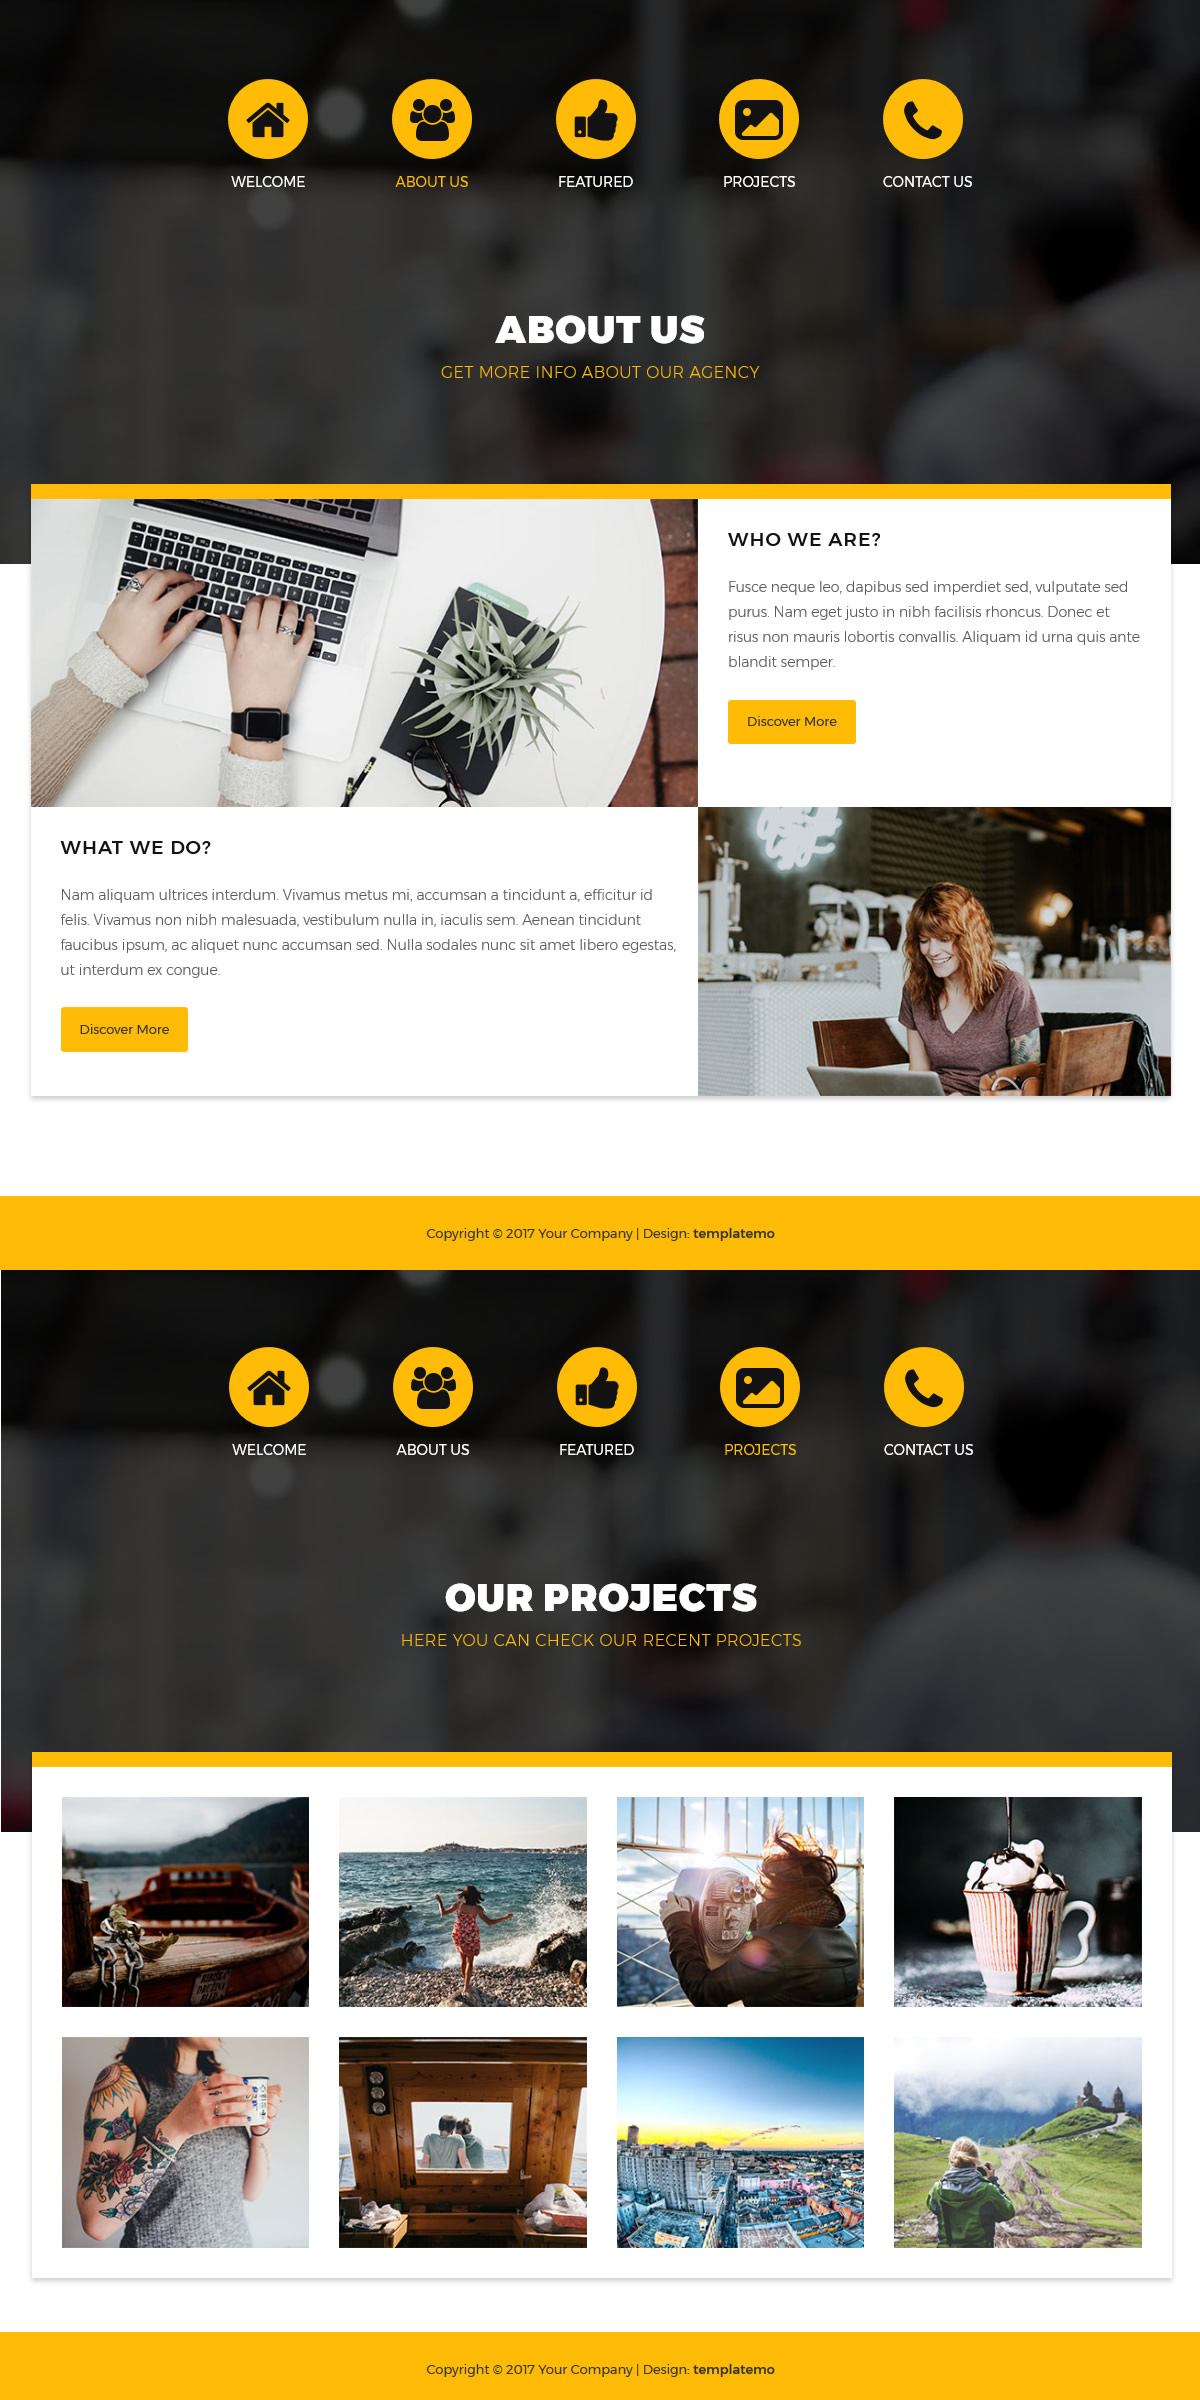 WELCOME ABOUT US FEATURED PROJECTS CONTACT US
ABOUT US
GET MORE INFO ABOUT OUR AGENCY
WHO WE ARE?
Fusce neque leo, dapibus sed imperdiet sed, vulputate sed
purus. Nam eget justo in nibh facilisis rhoncus. Donec et
risus non mauris lobortis convallis. Aliquam id urna quis ante
blandit semper.
Discover More
WHAT WE DO?
Nam aliquam ultrices interdum. Vivamus metus mi, accumsan a tincidunt a, efficitur id
felis. Vivamus non nibh malesuada, vestibulum nulla in, iaculis sem. Aenean tincidunt
faucibus ipsum, ac aliquet nunc accumsan sed. Nulla sodales nunc sit amet libero egestas,
ut interdum ex congue.
Discover More
Copyright © 2017 Your Company | Design: templatemo
WELCOME ABOUT US FEATURED PROJECTS CONTACT US
OUR PROJECTS
HERE YOU CAN CHECK OUR RECENT PROJECTS
Copyright © 2017 Your Company | Design: templatemo